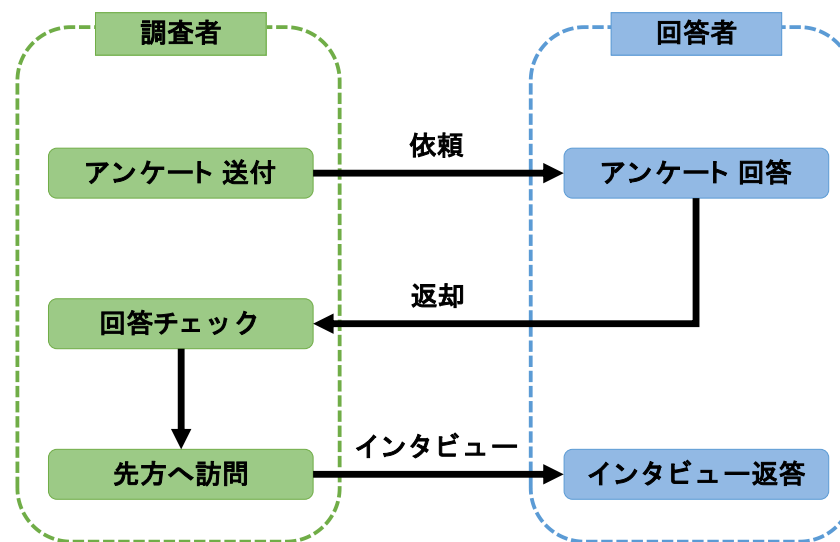 調査者
回答者
依頼
アンケート 送付
アンケート 回答
返却
回答チェック
インタビュー
先方へ訪問
インタビュー返答